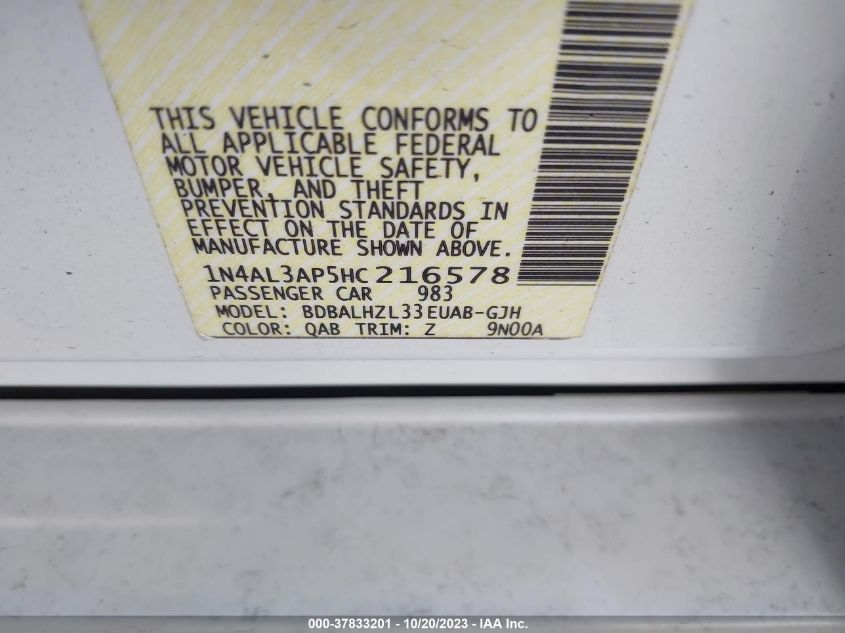 THIS VEHICLE CONFORMS TO
ALL APPLICABLE FEDERAL
MOTOR VEHICLE SAFETY,
BUMPER, AND THEFT
PREVENTION STANDARDS IN
EFFECT ON THE DATE OF
MANUFACTURE SHOWN ABOVE.
1N4AL3AP5HC216578
PASSENGER CAR 983
MODEL: BDBALHZL33EUAB-GJH
COLOR: QAB TRIM: Z 9N00A
000-37833201 - 10/20/2023 - IAA Inc.